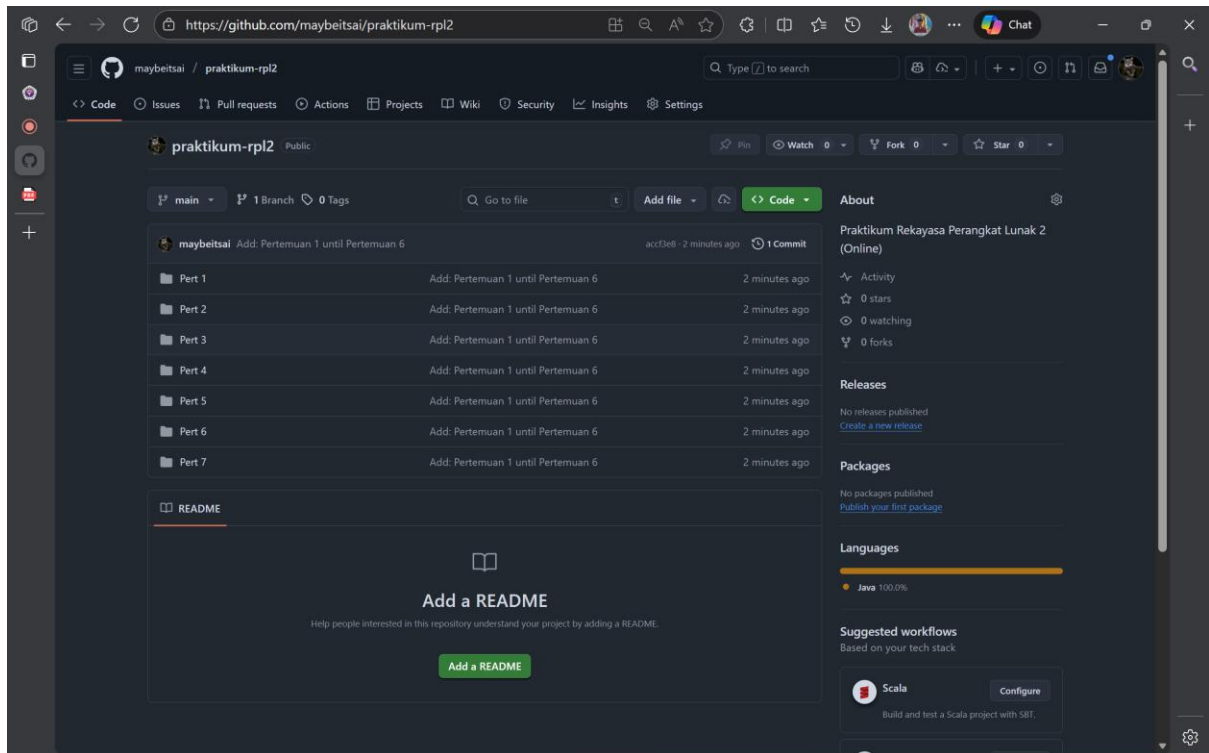 https://github.com/maybeitsai/praktikum-rpl2
Chat
maybeitsai / praktikum-rpl2
Type / to search
Code Issues Pull requests Actions Projects Wiki Security Insights Settings
praktikum-rpl2 Public
Pin Watch 0 Fork 0 Star 0
main 1 Branch 0 Tags Go to file t Add file Code
About
Praktikum Rekayasa Perangkat Lunak 2
(Online)
maybeitsai Add: Pertemuan 1 until Pertemuan 6 accf3e8 · 2 minutes ago 1 Commit
Pert 1 Add: Pertemuan 1 until Pertemuan 6 2 minutes ago
Pert 2 Add: Pertemuan 1 until Pertemuan 6 2 minutes ago
Pert 3 Add: Pertemuan 1 until Pertemuan 6 2 minutes ago
Pert 4 Add: Pertemuan 1 until Pertemuan 6 2 minutes ago
Pert 5 Add: Pertemuan 1 until Pertemuan 6 2 minutes ago
Pert 6 Add: Pertemuan 1 until Pertemuan 6 2 minutes ago
Pert 7 Add: Pertemuan 1 until Pertemuan 6 2 minutes ago
Activity
0 stars
0 watching
0 forks
Releases
No releases published
Create a new release
Packages
No packages published
Publish your first package
README
Add a README
Help people interested in this repository understand your project by adding a README.
Add a README
Languages
Java 100.0%
Suggested workflows
Based on your tech stack
Scala Configure
Build and test a Scala project with SBT.